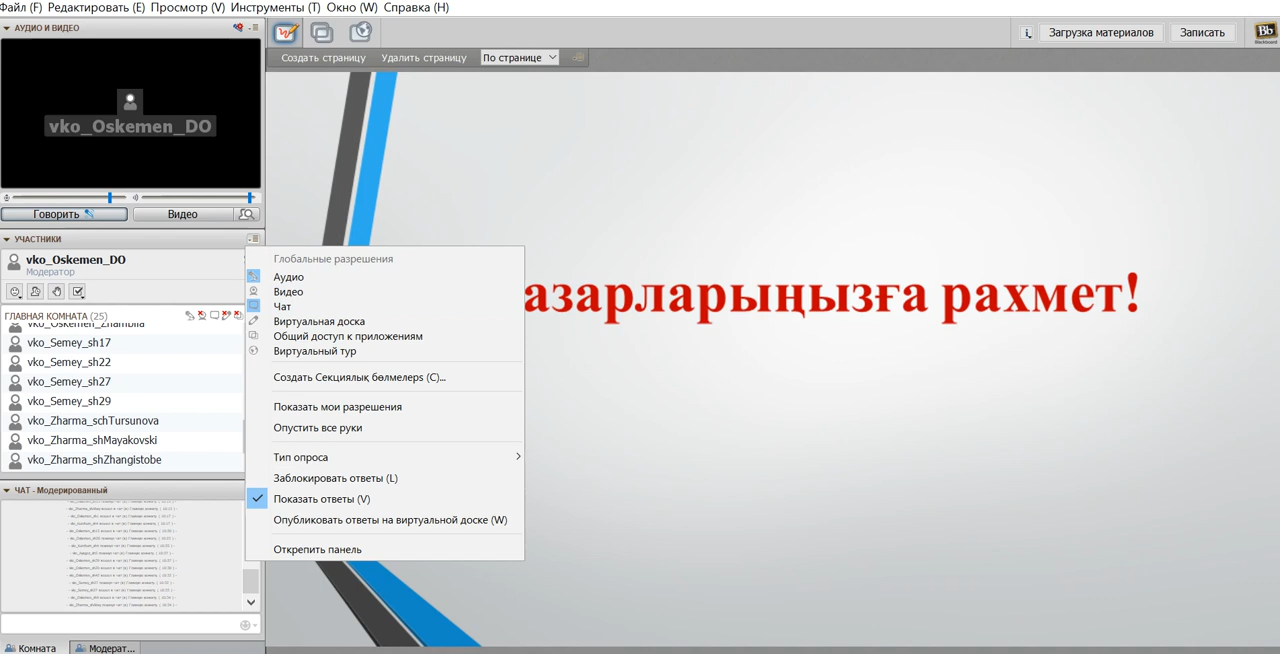 Файл (F) Редактировать (E) Просмотр (V) Инструменты (T) Окно (W) Справка (H)
АУДИО И ВИДЕО
vko_Oskemen_DO
Говорить
Видео
УЧАСТНИКИ
vko_Oskemen_DO
Модератор
ГЛАВНАЯ КОМНАТА (25)
vko_Semey_sh17
vko_Semey_sh22
vko_Semey_sh27
vko_Semey_sh29
vko_Zharma_schTursunova
vko_Zharma_shMayakovski
vko_Zharma_shZhangistobe
ЧАТ - Модерированный
Комната
Модерат...
Глобальные разрешения
Аудио
Видео
Чат
Виртуальная доска
Общий доступ к приложениям
Виртуальный тур
Создать Секциялық бөлмелерs (C)...
Показать мои разрешения
Опустить все руки
Тип опроса
Заблокировать ответы (L)
Показать ответы (V)
Опубликовать ответы на виртуальной доске (W)
Открепить панель
Загрузка материалов
Записать
Bb
Создать страницу
Удалить страницу
По странице
азарларыңызға рахмет!